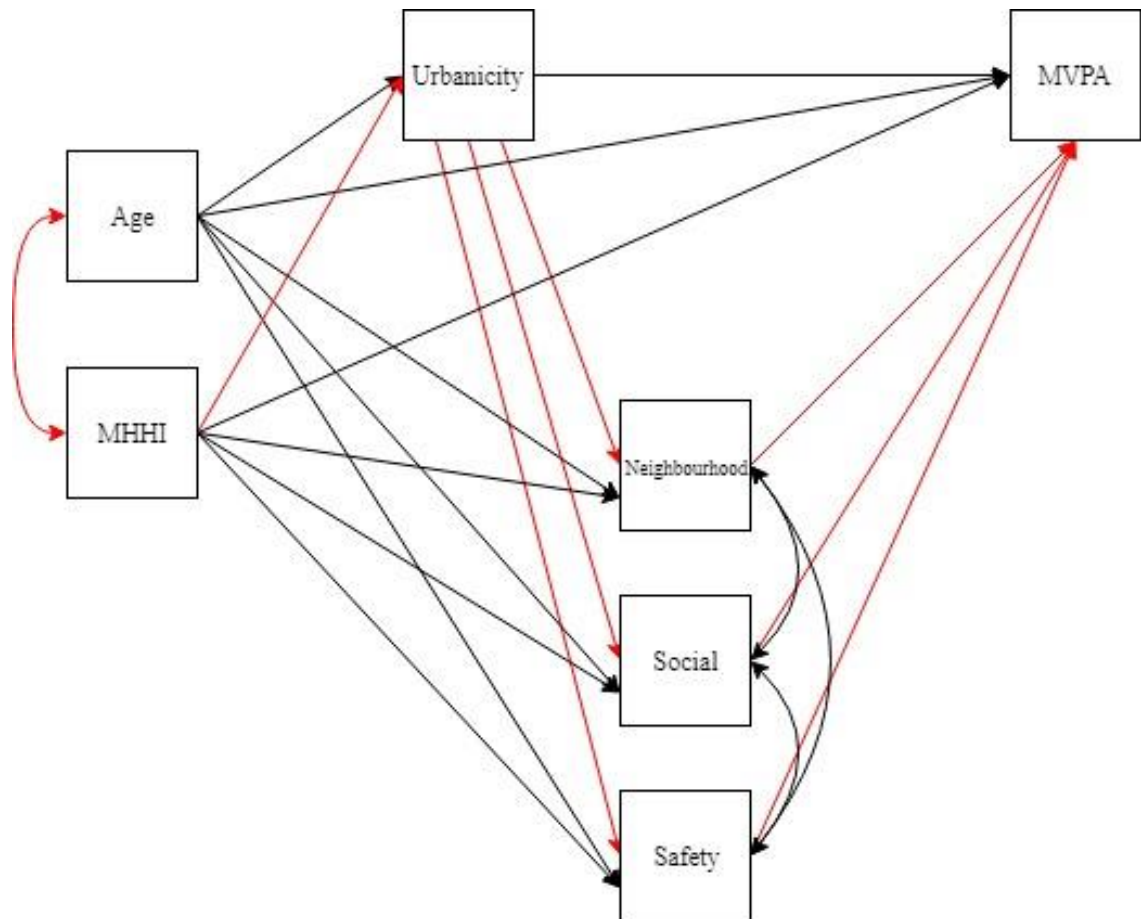 Urbanicity
MVPA
Age
MHHI
Neighbourhood
Social
Safety